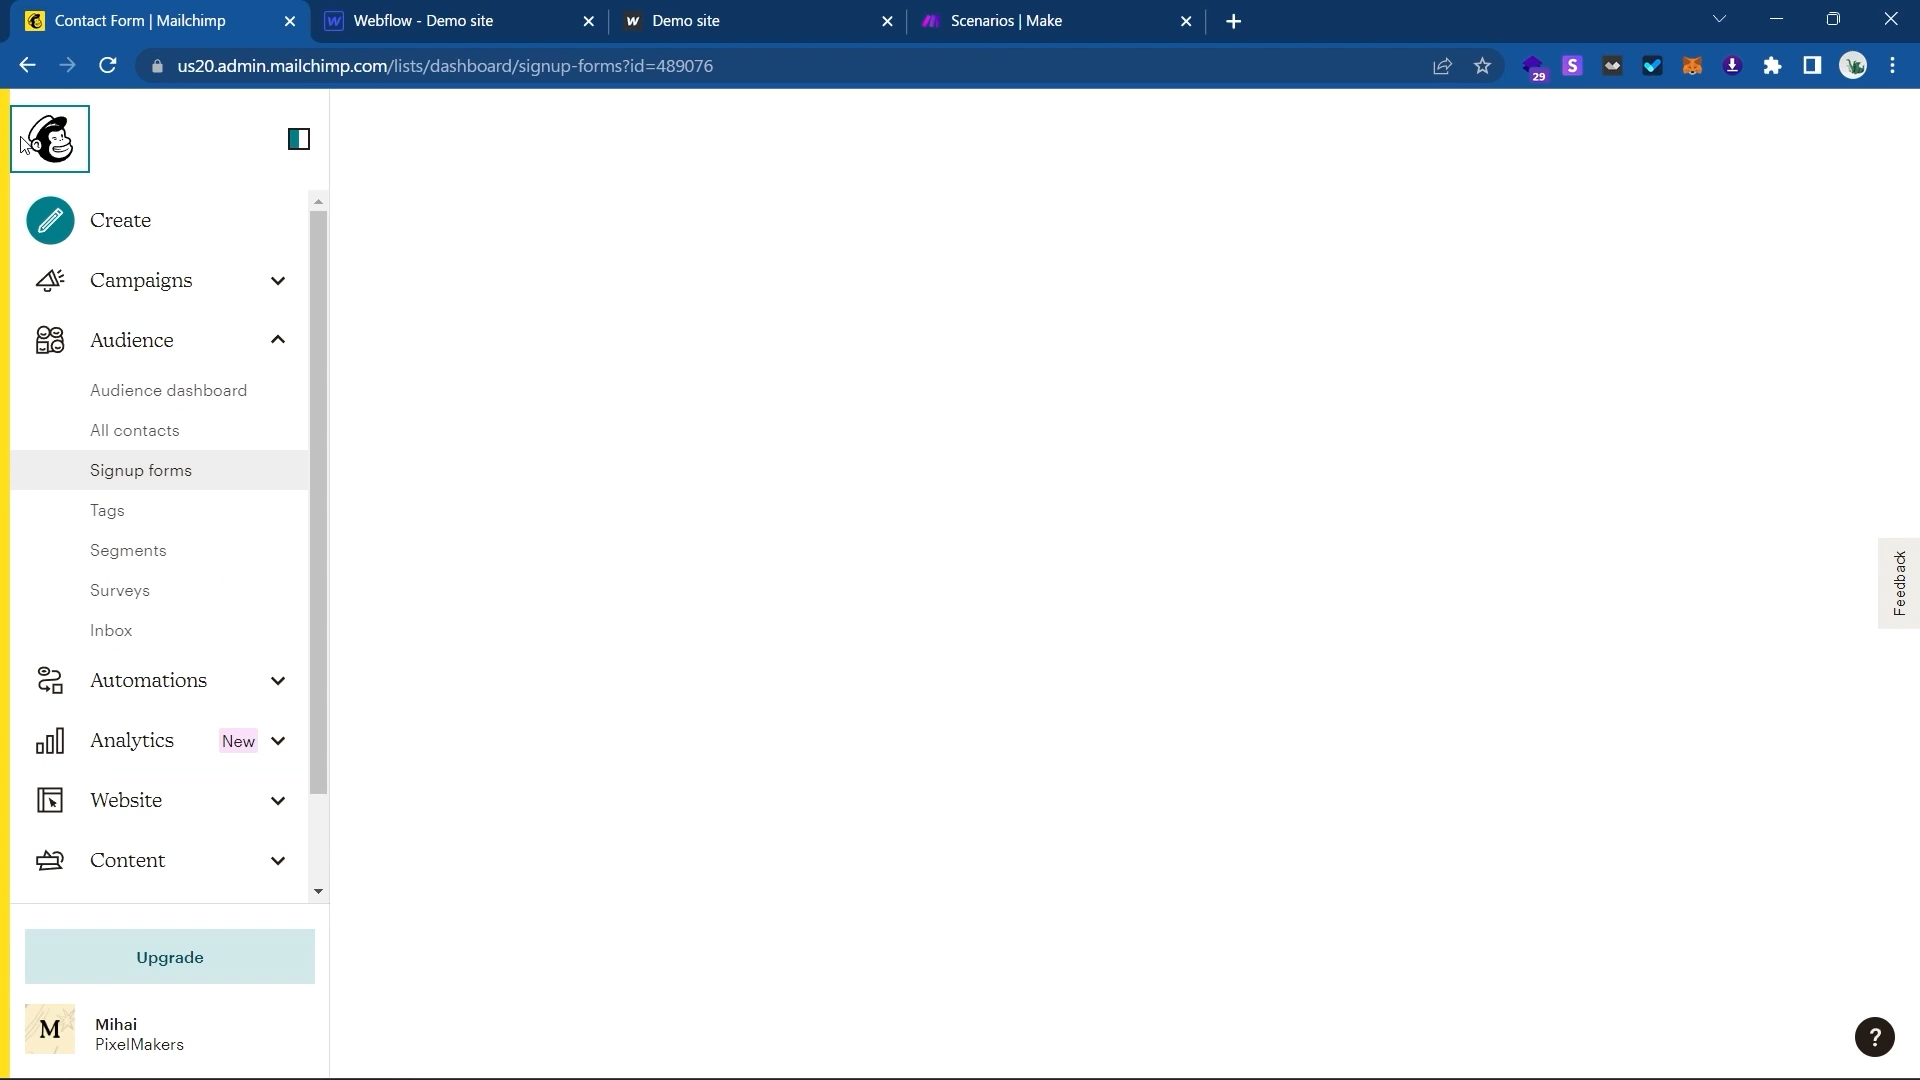 Contact Form | Mailchimp
Webflow - Demo site
Demo site
Scenarios | Make
us20.admin.mailchimp.com/lists/dashboard/signup-forms?id=489076
29
S
Create
Campaigns
Audience
Audience dashboard
All contacts
Signup forms
Tags
Segments
Surveys
Inbox
Automations
Analytics New
Website
Content
Upgrade
M
Mihai
PixelMakers
Feedback
?